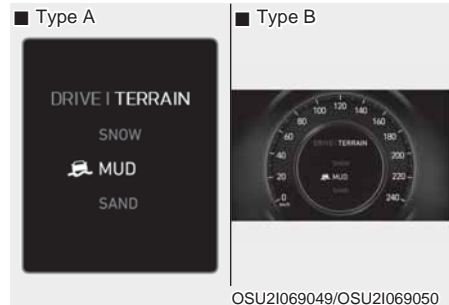 ■ Type A
DRIVE | TERRAIN
SNOW
MUD
SAND
■ Type B
0
20
40
60
80
100
120
140
160
180
200
220
240
km/h
DRIVE | TERRAIN
SNOW
MUD
SAND
OSU2I069049/OSU2I069050